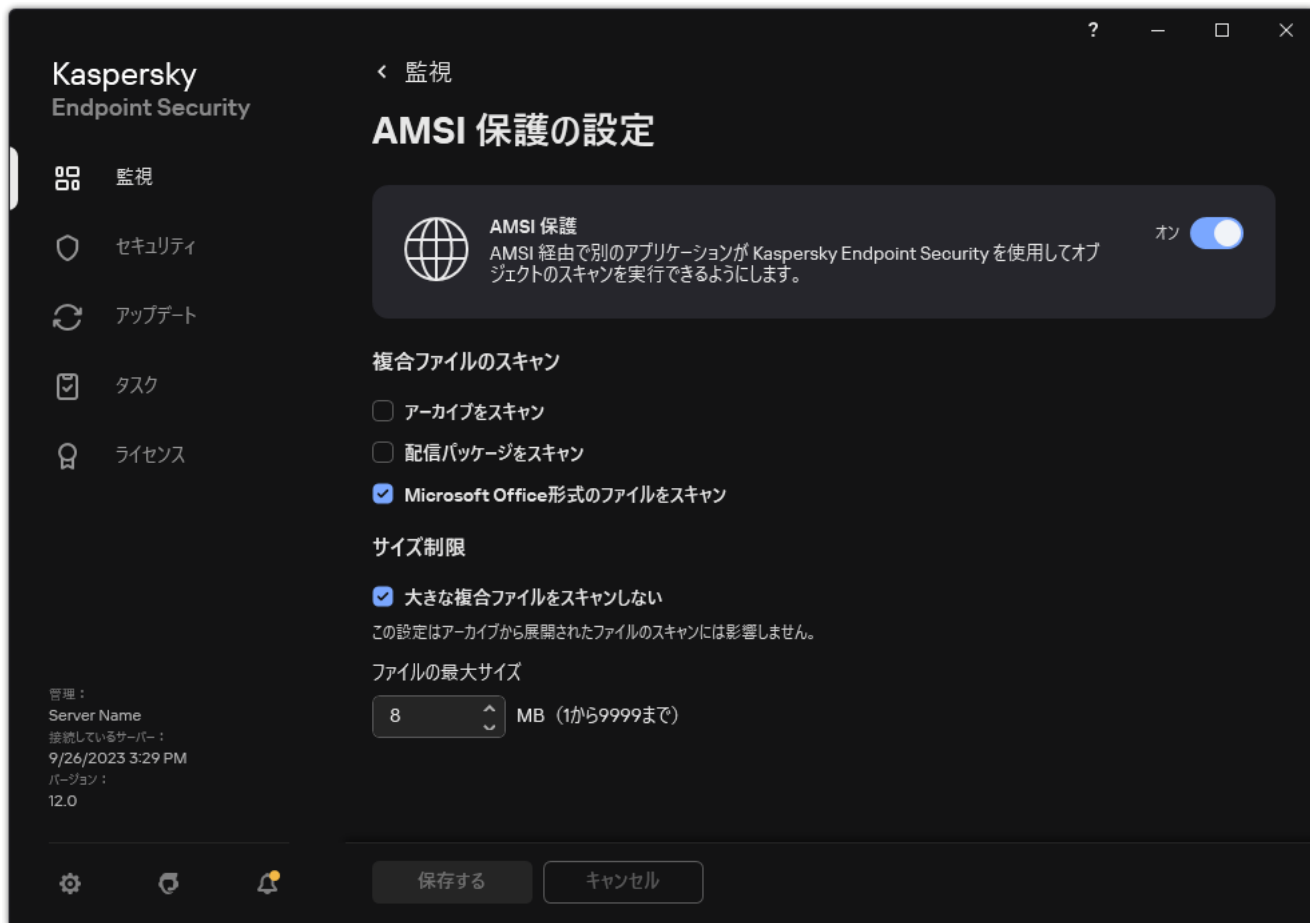 ?
Kaspersky
Endpoint Security
監視
セキュリティ
アップデート
タスク
ライセンス
管理：
Server Name
接続しているサーバー：
9/26/2023 3:29 PM
バージョン：
12.0
監視
AMSI 保護の設定
AMSI 保護
AMSI 経由で別のアプリケーションが Kaspersky Endpoint Security を使用してオブ
ジェクトのスキャンを実行できるようにします。
オン
複合ファイルのスキャン
アーカイブをスキャン
配信パッケージをスキャン
Microsoft Office形式のファイルをスキャン
サイズ制限
大きな複合ファイルをスキャンしない
この設定はアーカイブから展開されたファイルのスキャンには影響しません。
ファイルの最大サイズ
8 MB（1から9999まで）
保存する
キャンセル